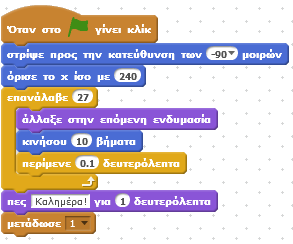 Όταν στο γίνει κλικ
στρίψε προς την κατεύθυνση των -90 μοιρών
όρισε το x ίσο με 240
επανάλαβε 27
άλλαξε στην επόμενη ενδυμασία
κινήσου 10 βήματα
περίμενε 0.1 δευτερόλεπτα
πες Καλημέρα! για 1 δευτερόλεπτα
μετάδωσε 1